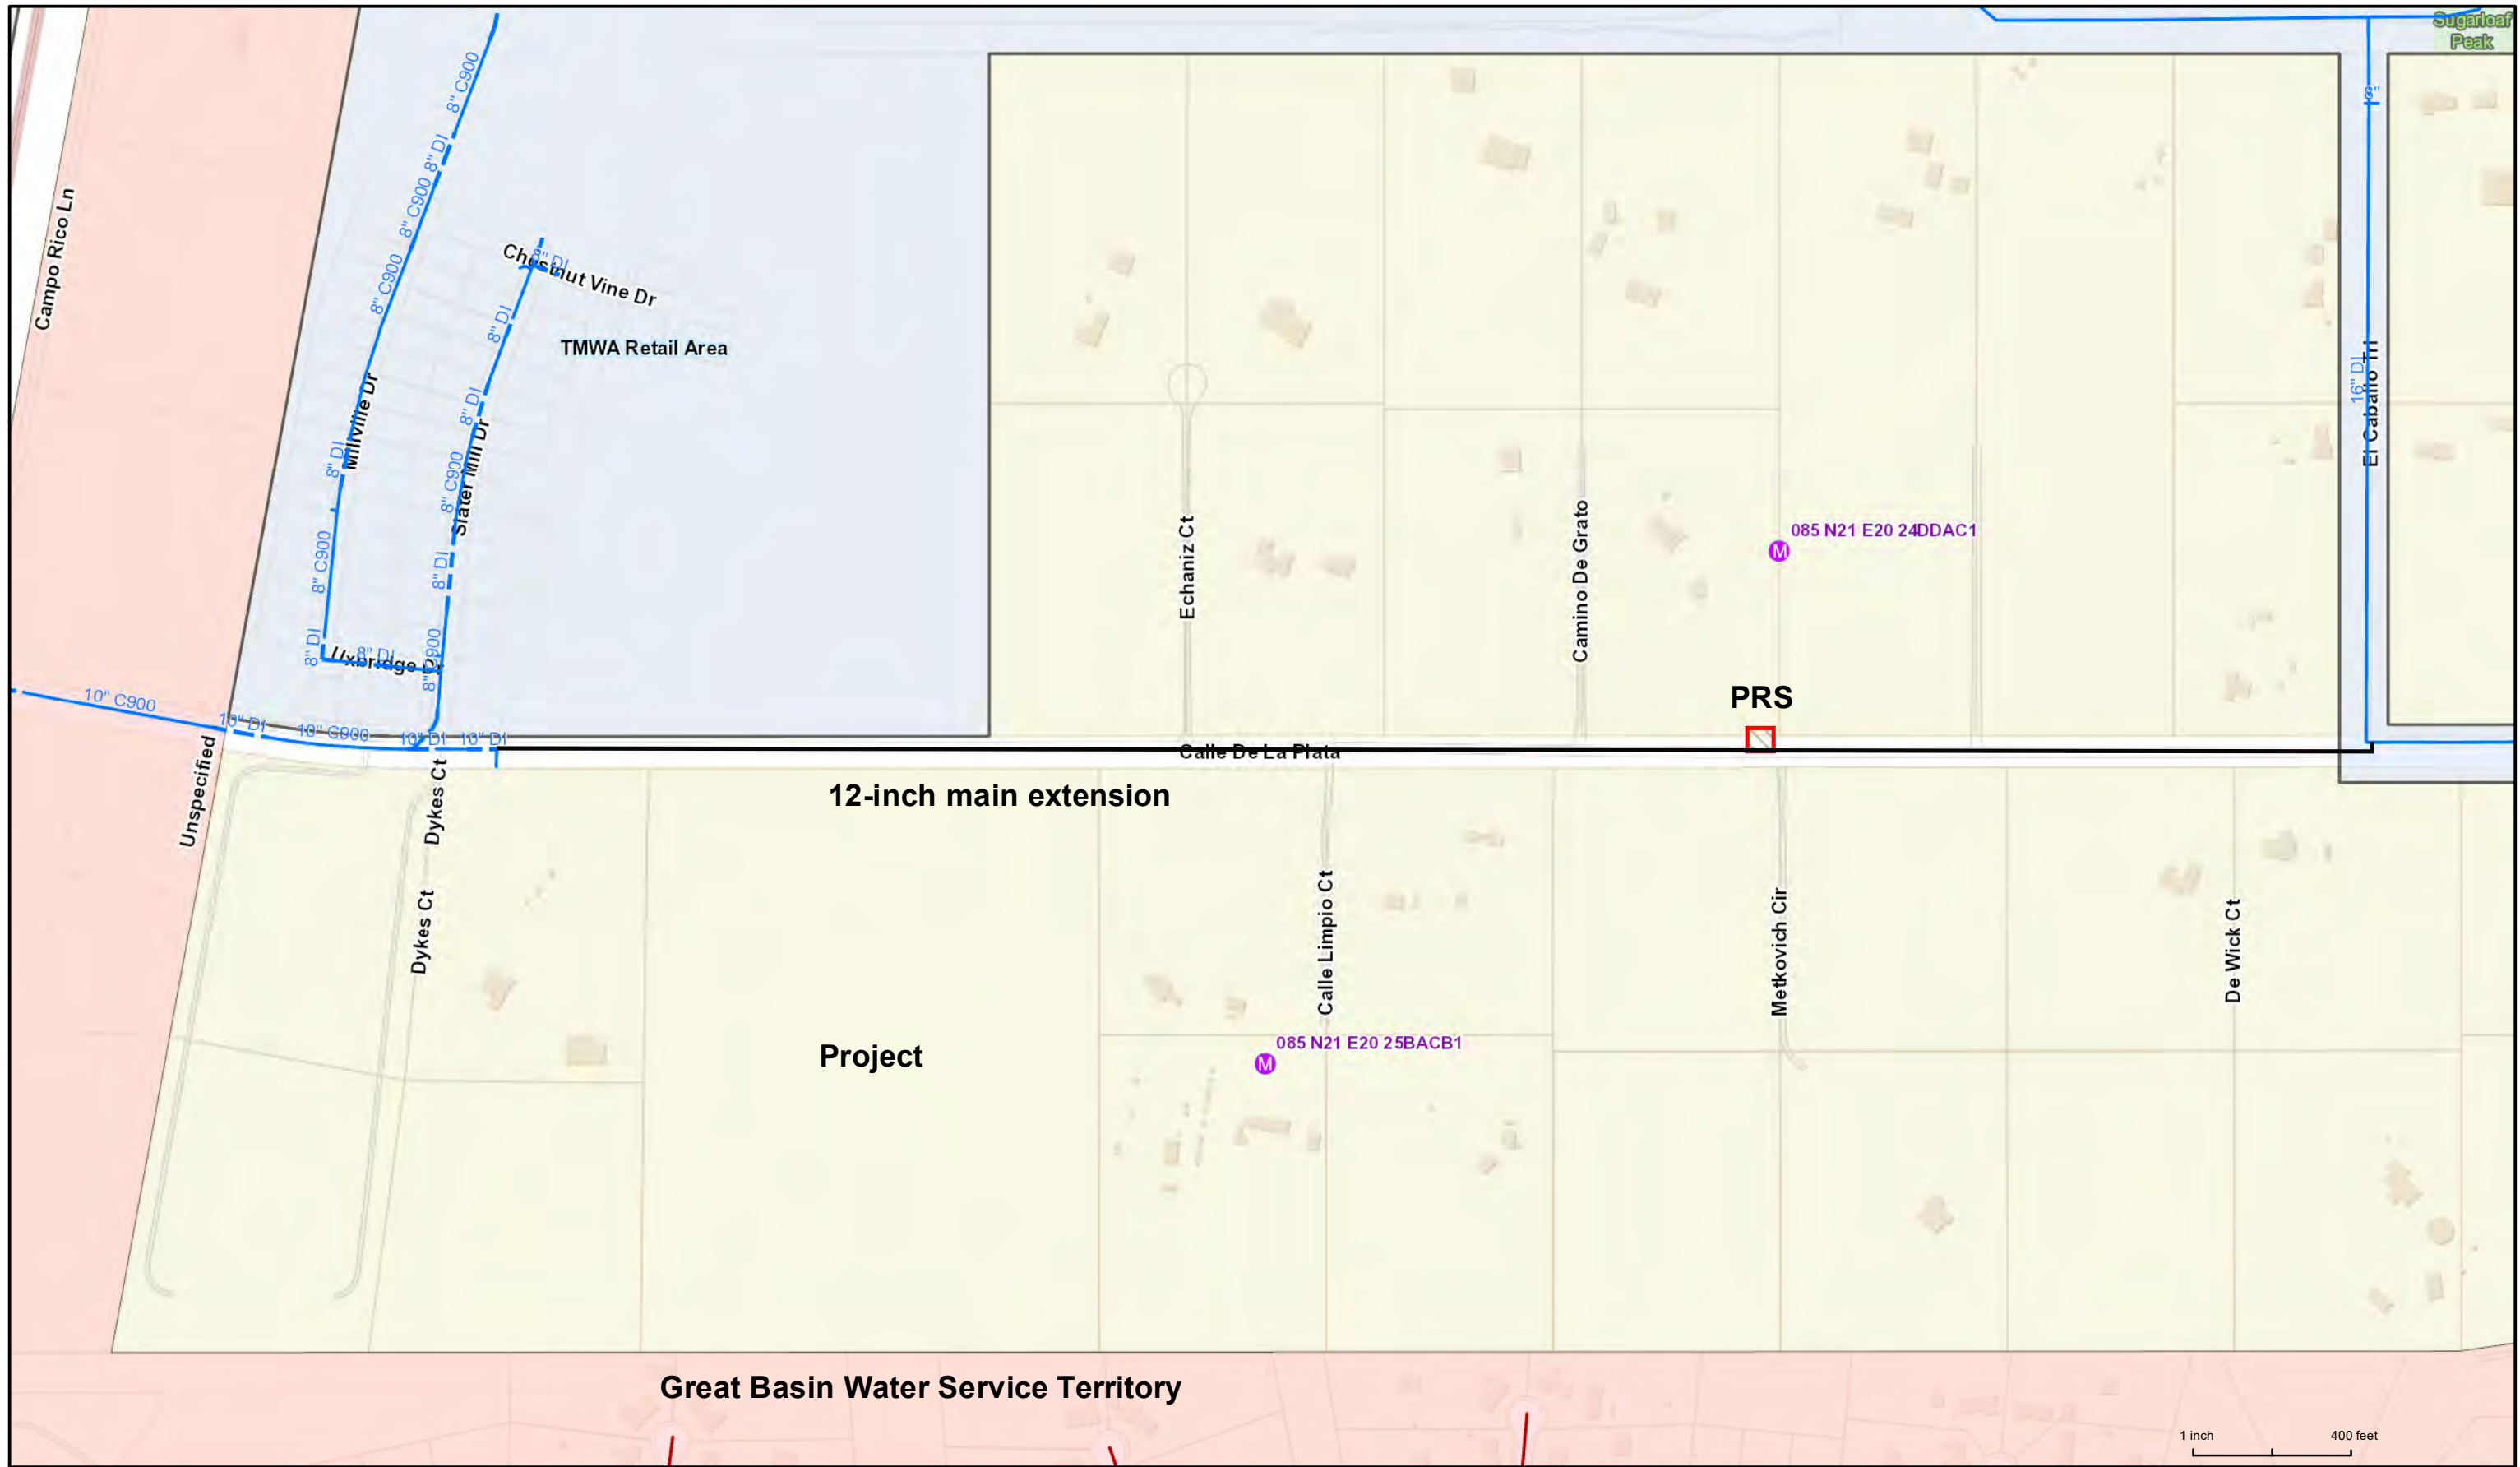 Sugarloaf
Peak
8" C900
8" DI
8" C900
8" C900
Campo Rico Ln
8" DI
Chestnut Vine Dr
8" DI
TMWA Retail Area
Millville Dr
8" DI
8" DI
8" C900
Slater Mill Dr
8" C900
8" DI
8" DI
8" DI
Uxbridge Dr
8" C900
16" DI
El Caballo Trl
085 N21 E20 24DDAC1
M
Echaniz Ct
Camino De Grato
PRS
10" C900
10" DI
10" C900
10" DI
10" DI
Calle De La Plata
Unspecified
Dykes Ct
12-inch main extension
Dykes Ct
Calle Limpio Ct
Metkovich Cir
De Wick Ct
Project
085 N21 E20 25BACB1
M
Great Basin Water Service Territory
1 inch
400 feet